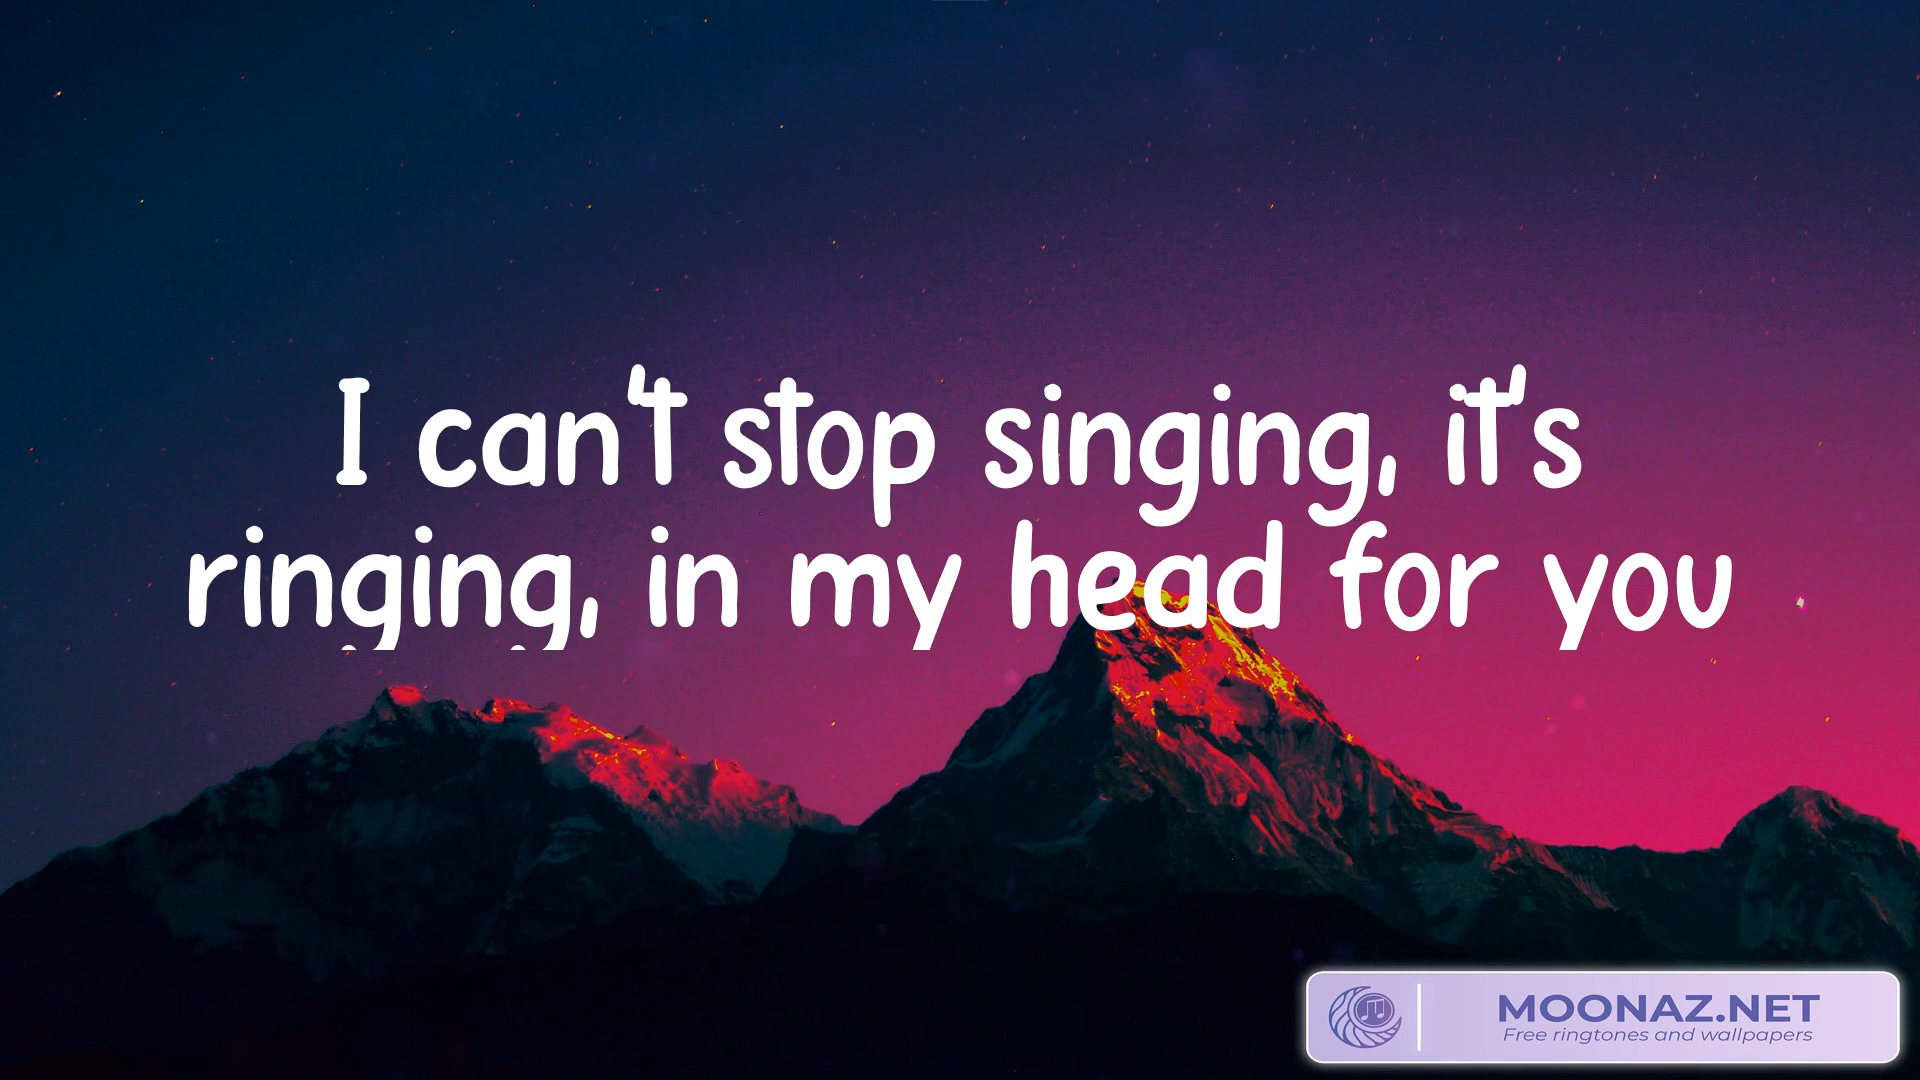 I can't stop singing, it's
ringing, in my head for you
MOONAZ.NET
Free ringtones and wallpapers